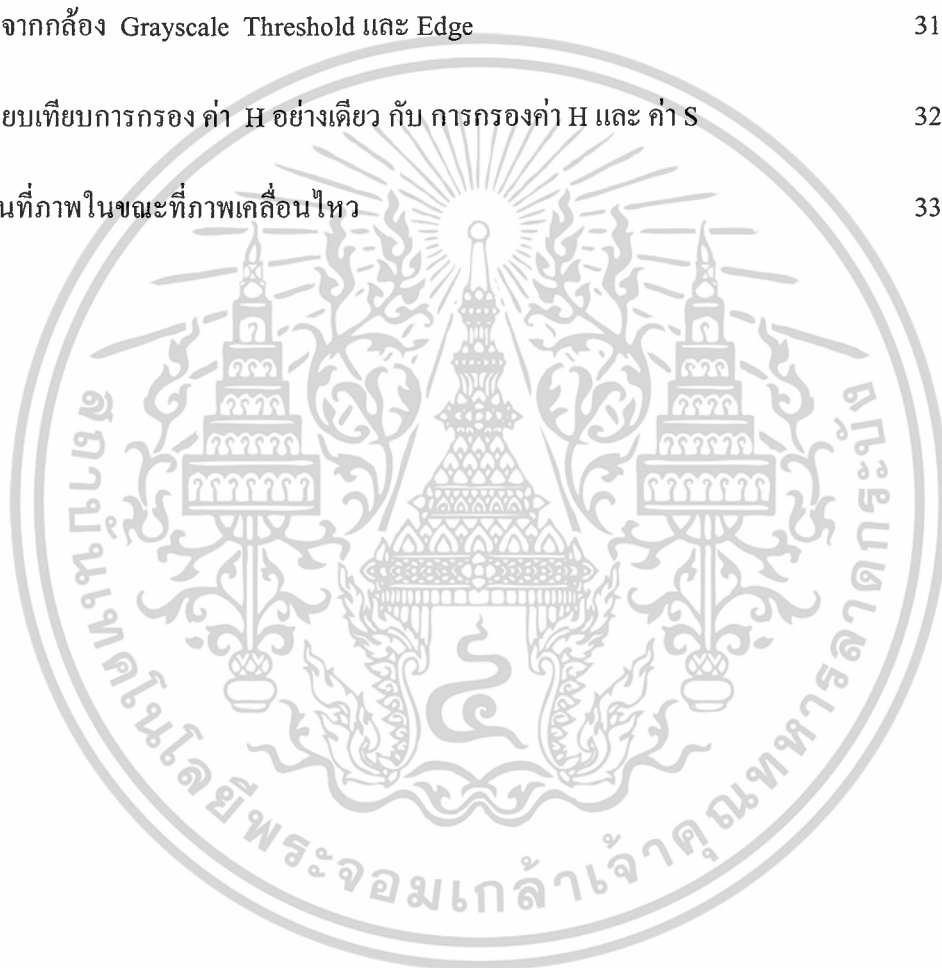 จากกล้อง Grayscale Threshold และ Edge 31
ยบเทียบการกรอง ค่า H อย่างเดียว กับ การกรองค่า H และ ค่า S 32
นที่ภาพในขณะที่ภาพเคลื่อนไหว 33
สถาบันเทคโนโลยีพระจอมเกล้าเจ้าคุณทหารลาดกระบัง
๔